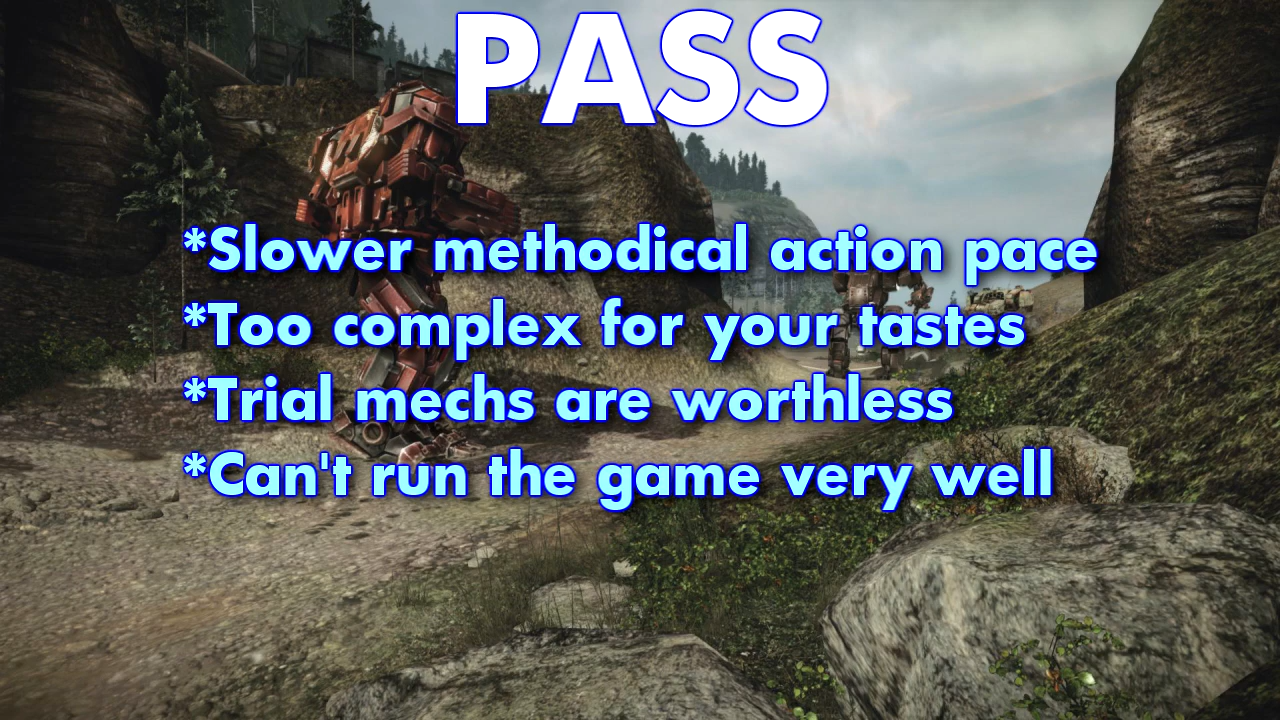 PASS
*Slower methodical action pace
*Too complex for your tastes
*Trial mechs are worthless
*Can't run the game very well